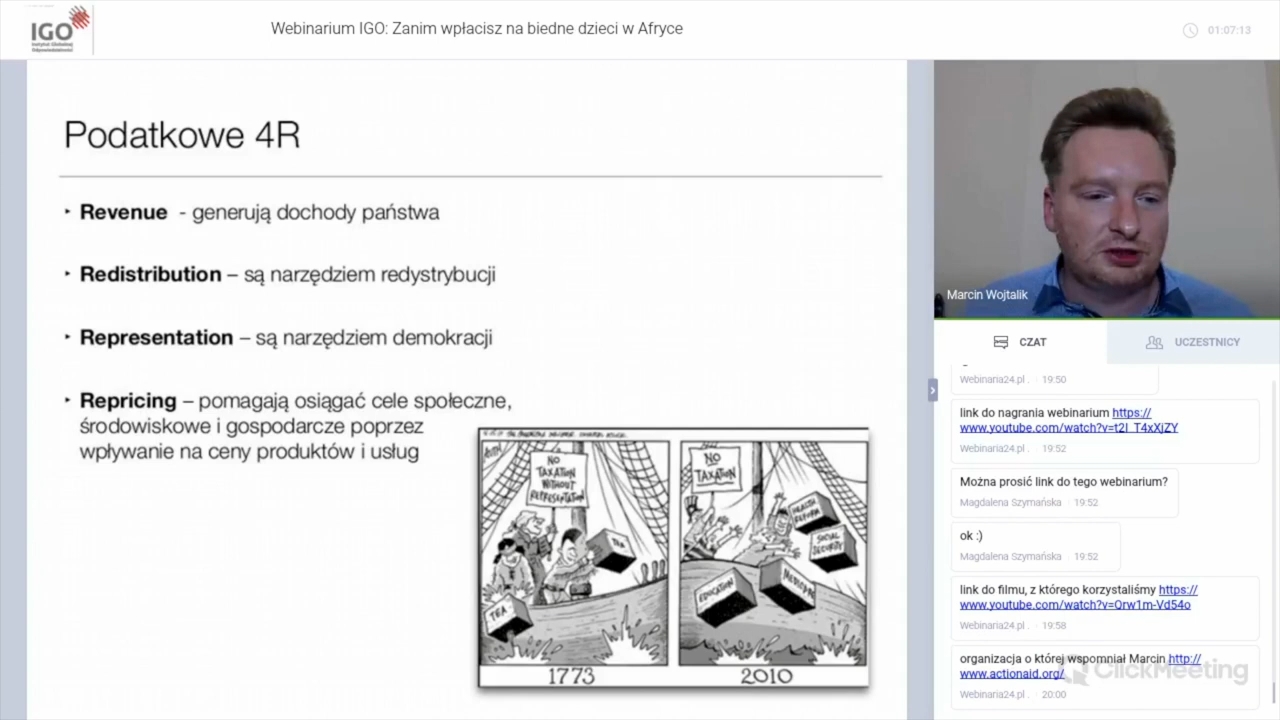 IGO
Instytut Globalnej
Odpowiedzialności
Webinarium IGO: Zanim wpłacisz na biedne dzieci w Afryce
01:07:13
Podatkowe 4R
‣ Revenue - generują dochody państwa
‣ Redistribution – są narzędziem redystrybucji
‣ Representation – są narzędziem demokracji
‣ Repricing – pomagają osiągać cele społeczne,
środowiskowe i gospodarcze poprzez
wpływanie na ceny produktów i usług
NO
TAXATION
WITHOUT
REPRESENTATION
TEA
TEA
1773
NO
TAXATION
HEALTH
REFORM
SOCIAL
SECURITY
MEDICARE
EDUCATION
2010
Marcin Wojtalik
CZAT
UCZESTNICY
Webinaria24.pl . · 19:50
link do nagrania webinarium https://
www.youtube.com/watch?v=t2I_T4xXjZY
Webinaria24.pl . · 19:52
Można prosić link do tego webinarium?
Magdalena Szymańska · 19:52
ok :)
Magdalena Szymańska · 19:52
link do filmu, z którego korzystaliśmy https://
www.youtube.com/watch?v=Qrw1m-Vd54o
Webinaria24.pl . · 19:58
organizacja o której wspomniał Marcin http://
www.actionaid.org/
Webinaria24.pl . · 20:00
ClickMeeting